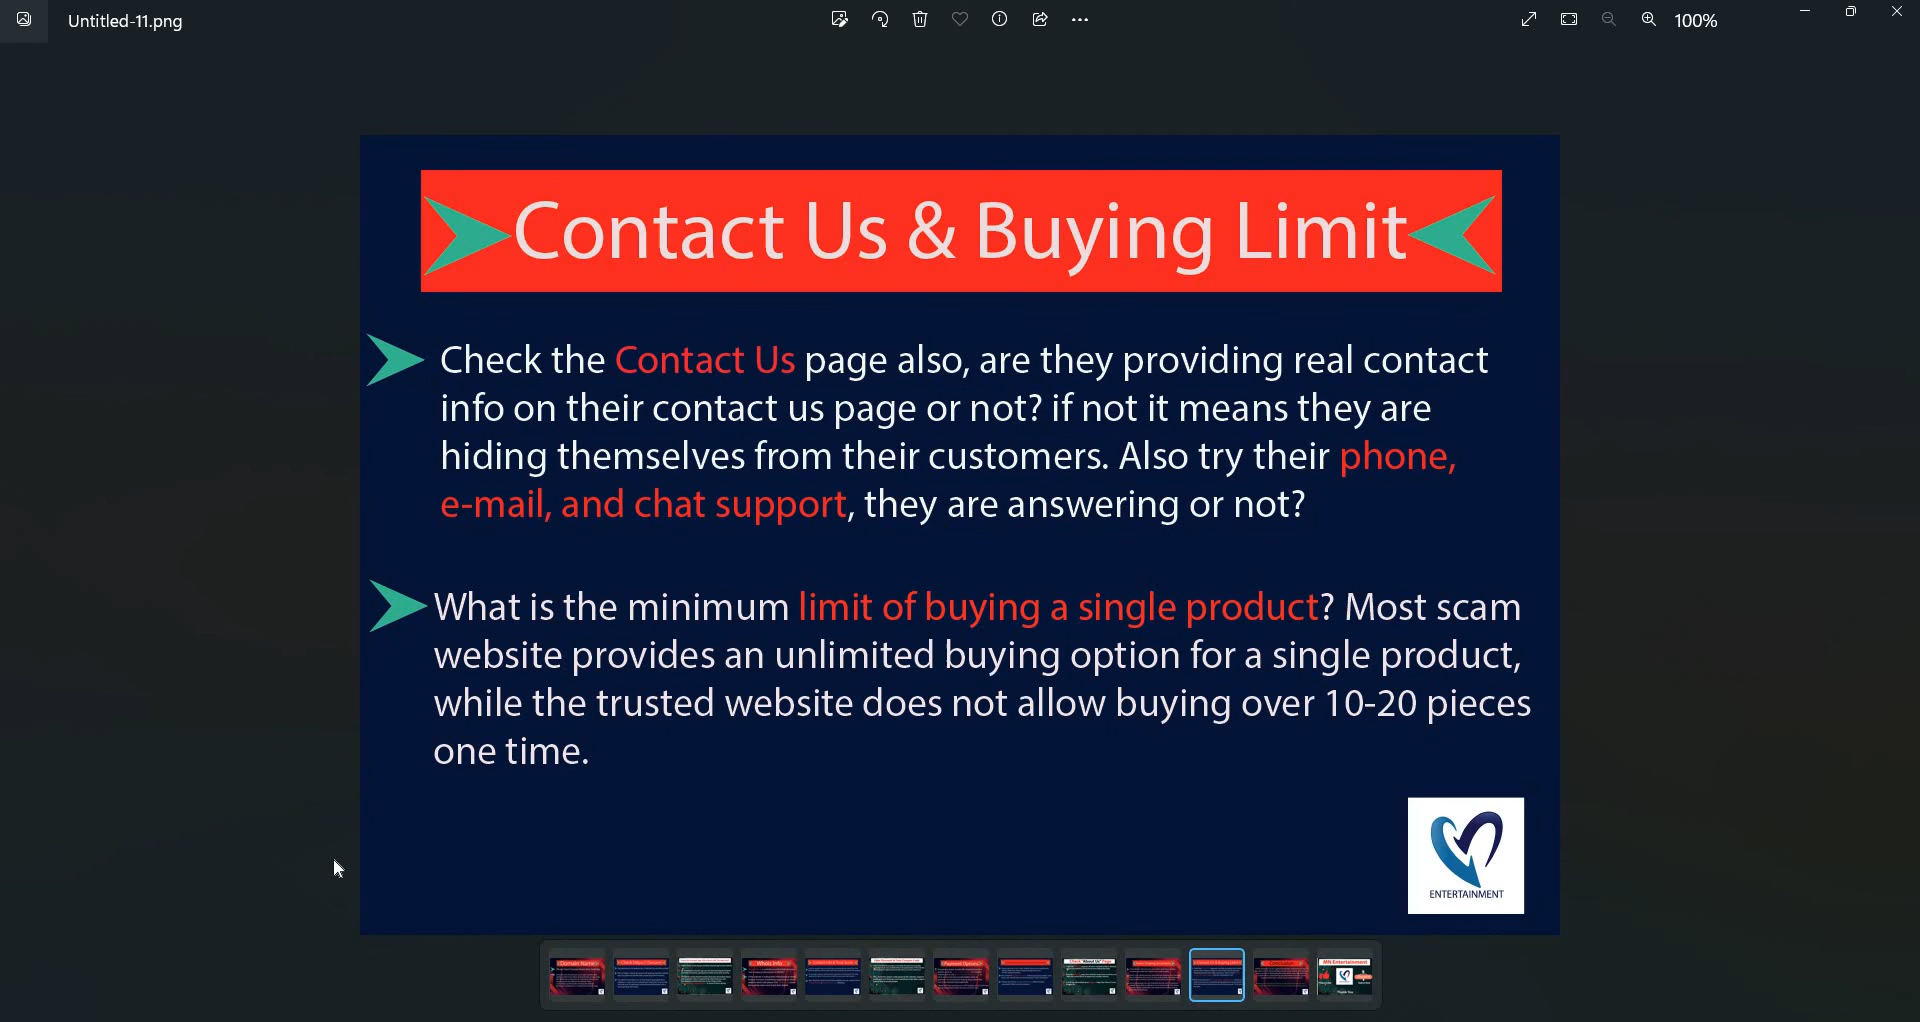 Untitled-11.png
100%
Contact Us & Buying Limit
Check the Contact Us page also, are they providing real contact
info on their contact us page or not? if not it means they are
hiding themselves from their customers. Also try their phone,
e-mail, and chat support, they are answering or not?
What is the minimum limit of buying a single product? Most scam
website provides an unlimited buying option for a single product,
while the trusted website does not allow buying over 10-20 pieces
one time.
ENTERTAINMENT